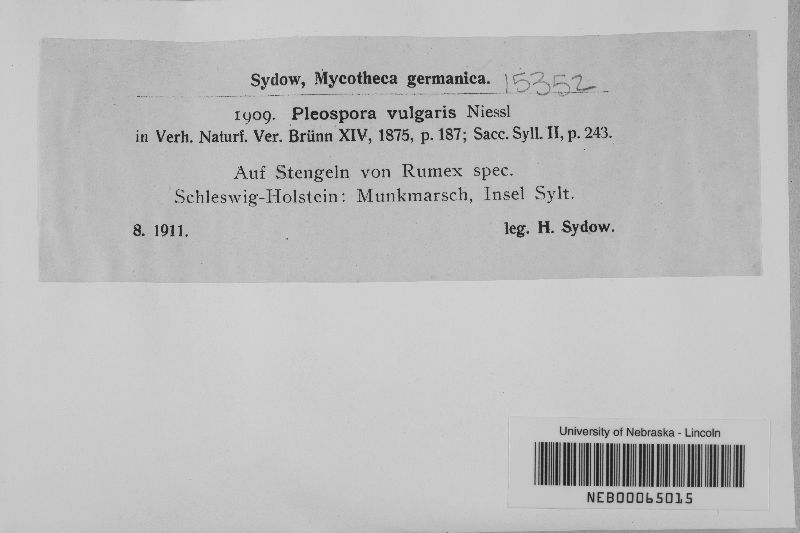 Sydow, Mycotheca germanica. 15352
1909. Pleospora vulgaris Niessl
in Verh. Naturf. Ver. Brünn XIV, 1875, p. 187; Sacc. Syll. II, p. 243.
Auf Stengeln von Rumex spec.
Schleswig-Holstein: Munkmarsch, Insel Sylt.
8. 1911. leg. H. Sydow.
University of Nebraska - Lincoln
NEB00065015